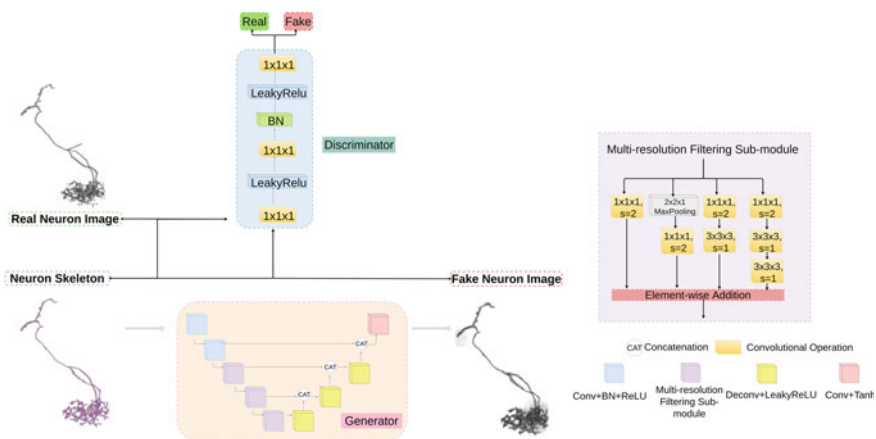 Real
Fake
1x1x1
LeakyRelu
BN
1x1x1
LeakyRelu
1x1x1
Discriminator
Real Neuron Image
Neuron Skeleton
Fake Neuron Image
CAT
CAT
CAT
Generator
Multi-resolution Filtering Sub-module
1x1x1,
s=2
2x2x1
MaxPooling
1x1x1,
s=2
1x1x1,
s=2
1x1x1,
s=2
3x3x3,
s=1
3x3x3,
s=1
3x3x3,
s=1
Element-wise Addition
CAT Concatenation
Convolutional Operation
Conv+BN+ReLU
Multi-resolution
Filtering Sub-
module
Deconv+LeakyReLU
Conv+Tanh